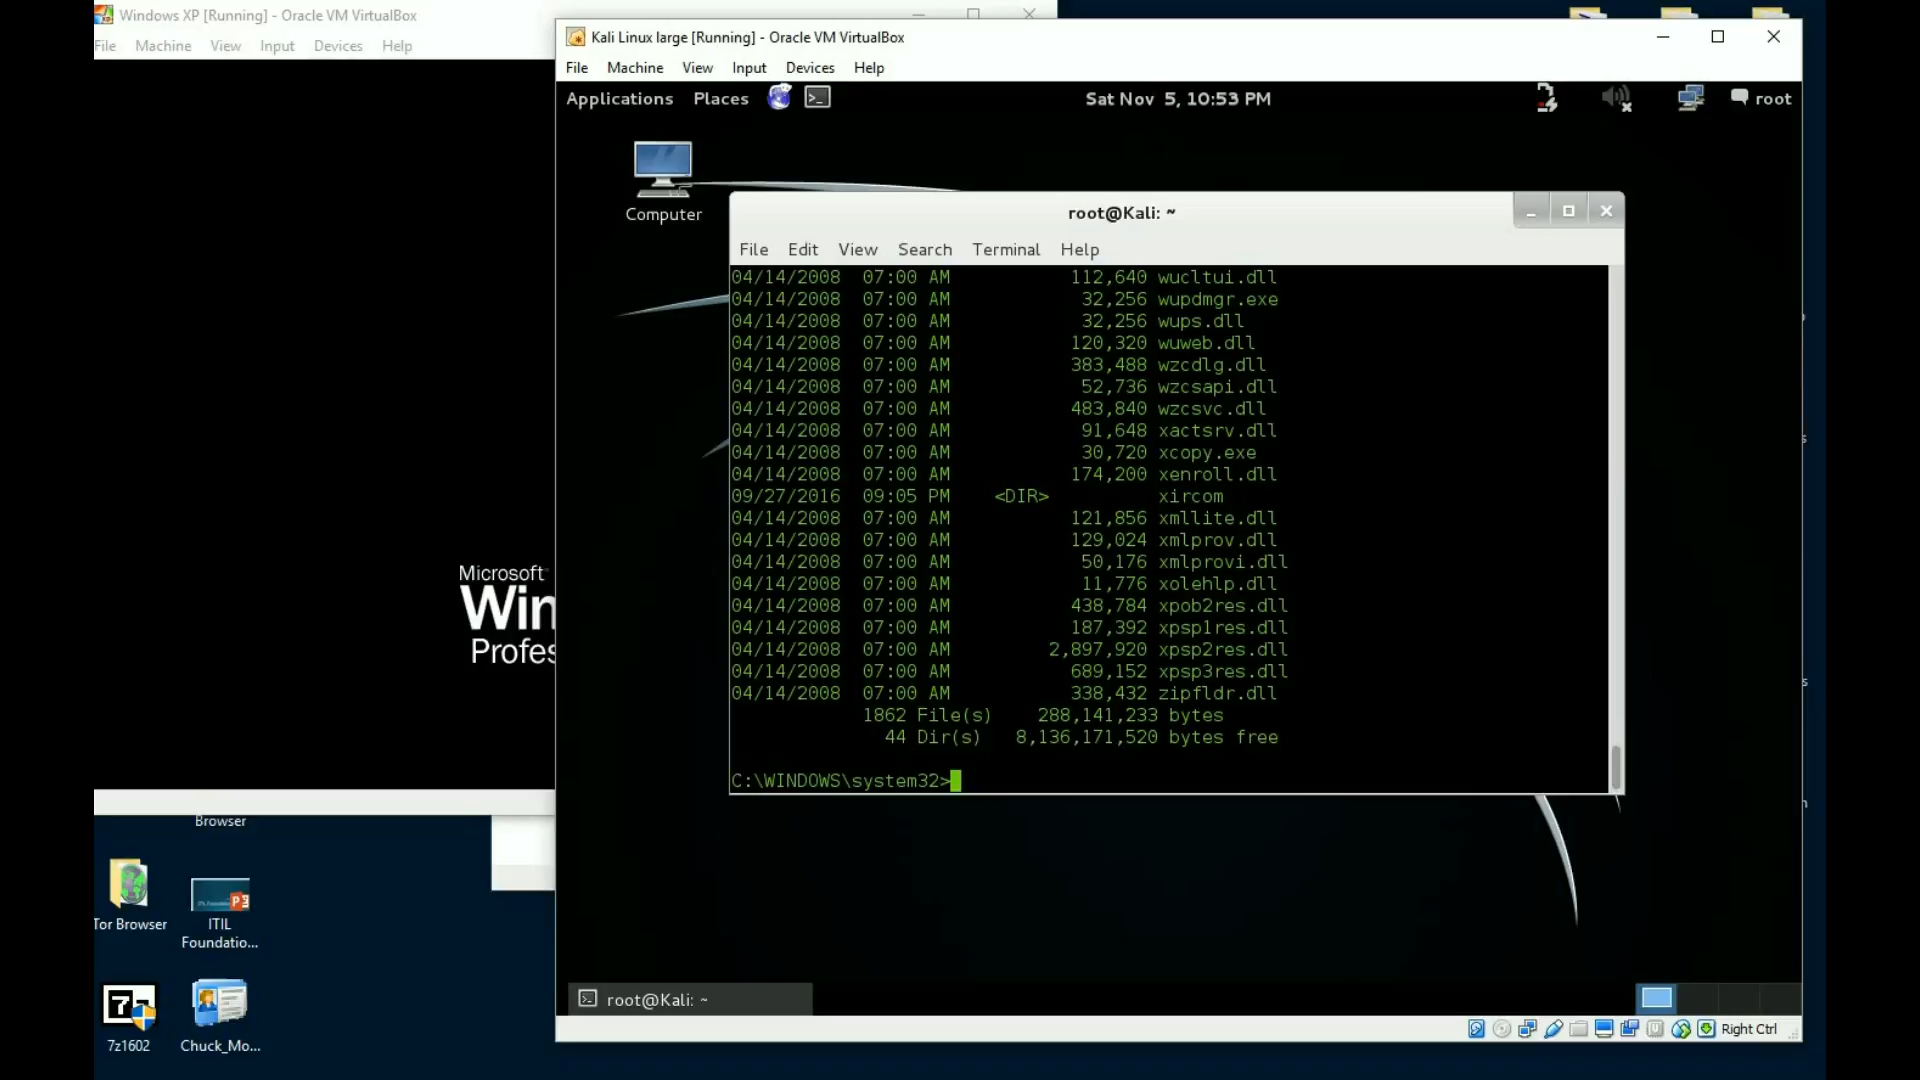 Windows XP [Running] - Oracle VM VirtualBox
File Machine View Input Devices Help
Kali Linux large [Running] - Oracle VM VirtualBox
File Machine View Input Devices Help
Applications Places Sat Nov 5, 10:53 PM root
Computer
root@Kali: ~
File Edit View Search Terminal Help
04/14/2008 07:00 AM 112,640 wucltui.dll
04/14/2008 07:00 AM 32,256 wupdmgr.exe
04/14/2008 07:00 AM 32,256 wups.dll
04/14/2008 07:00 AM 120,320 wuweb.dll
04/14/2008 07:00 AM 383,488 wzcdlg.dll
04/14/2008 07:00 AM 52,736 wzcsapi.dll
04/14/2008 07:00 AM 483,840 wzcsvc.dll
04/14/2008 07:00 AM 91,648 xactsrv.dll
04/14/2008 07:00 AM 30,720 xcopy.exe
04/14/2008 07:00 AM 174,200 xenroll.dll
09/27/2016 09:05 PM <DIR> xircom
04/14/2008 07:00 AM 121,856 xmllite.dll
04/14/2008 07:00 AM 129,024 xmlprov.dll
04/14/2008 07:00 AM 50,176 xmlprovi.dll
04/14/2008 07:00 AM 11,776 xolehlp.dll
04/14/2008 07:00 AM 438,784 xpob2res.dll
04/14/2008 07:00 AM 187,392 xpsp1res.dll
04/14/2008 07:00 AM 2,897,920 xpsp2res.dll
04/14/2008 07:00 AM 689,152 xpsp3res.dll
04/14/2008 07:00 AM 338,432 zipfldr.dll
1862 File(s) 288,141,233 bytes
44 Dir(s) 8,136,171,520 bytes free
C:\WINDOWS\system32>
Microsoft
Win
Profes
Browser
Tor Browser
ITIL
Foundatio...
7z1602
Chuck_Mo...
root@Kali: ~
Right Ctrl